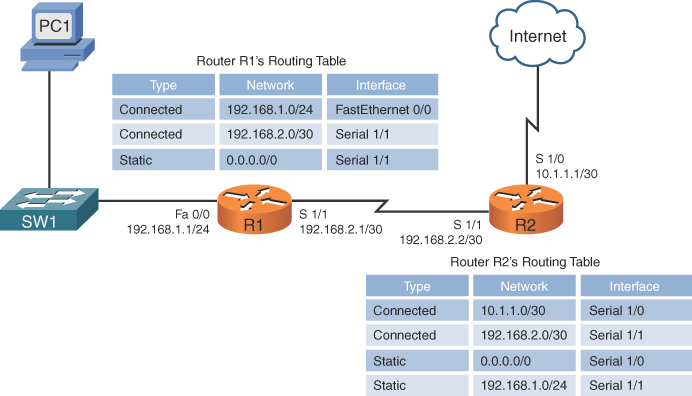 PC1
Internet
Router R1's Routing Table
Type Network Interface
Connected 192.168.1.0/24 FastEthernet 0/0
Connected 192.168.2.0/30 Serial 1/1
Static 0.0.0.0/0 Serial 1/1
S 1/0
10.1.1.1/30
SW1
Fa 0/0
192.168.1.1/24
R1
S 1/1
192.168.2.1/30
S 1/1
192.168.2.2/30
R2
Router R2's Routing Table
Type Network Interface
Connected 10.1.1.0/30 Serial 1/0
Connected 192.168.2.0/30 Serial 1/1
Static 0.0.0.0/0 Serial 1/0
Static 192.168.1.0/24 Serial 1/1